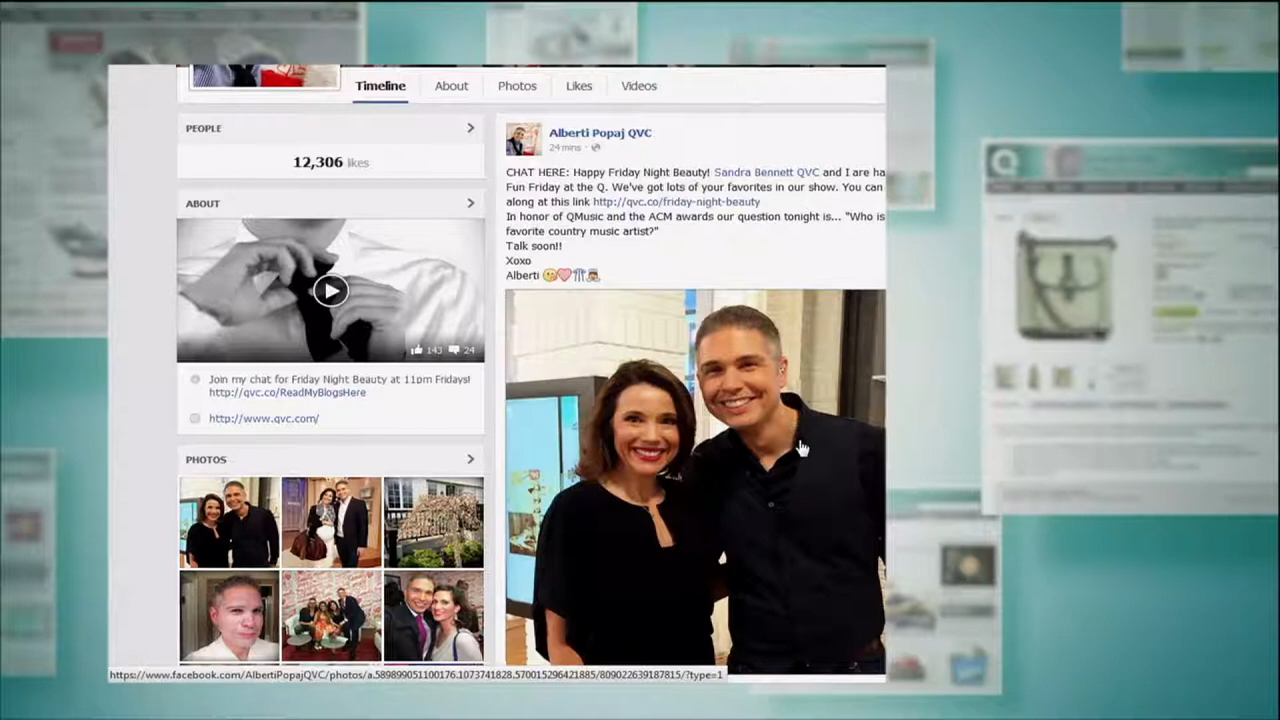 Timeline
About
Photos
Likes
Videos
PEOPLE
12,306 likes
ABOUT
143
24
Join my chat for Friday Night Beauty at 11pm Fridays!
http://qvc.co/ReadMyBlogsHere
http://www.qvc.com/
PHOTOS
Alberti Popaj QVC
24 mins
CHAT HERE: Happy Friday Night Beauty! Sandra Bennett QVC and I are ha
Fun Friday at the Q. We've got lots of your favorites in our show. You can
along at this link http://qvc.co/friday-night-beauty
In honor of QMusic and the ACM awards our question tonight is... "Who is
favorite country music artist?"
Talk soon!!
Xoxo
Alberti
https://www.facebook.com/AlbertiPopajQVC/photos/a.589899051100176.1073741828.570015296421885/809022639187815/?type=1